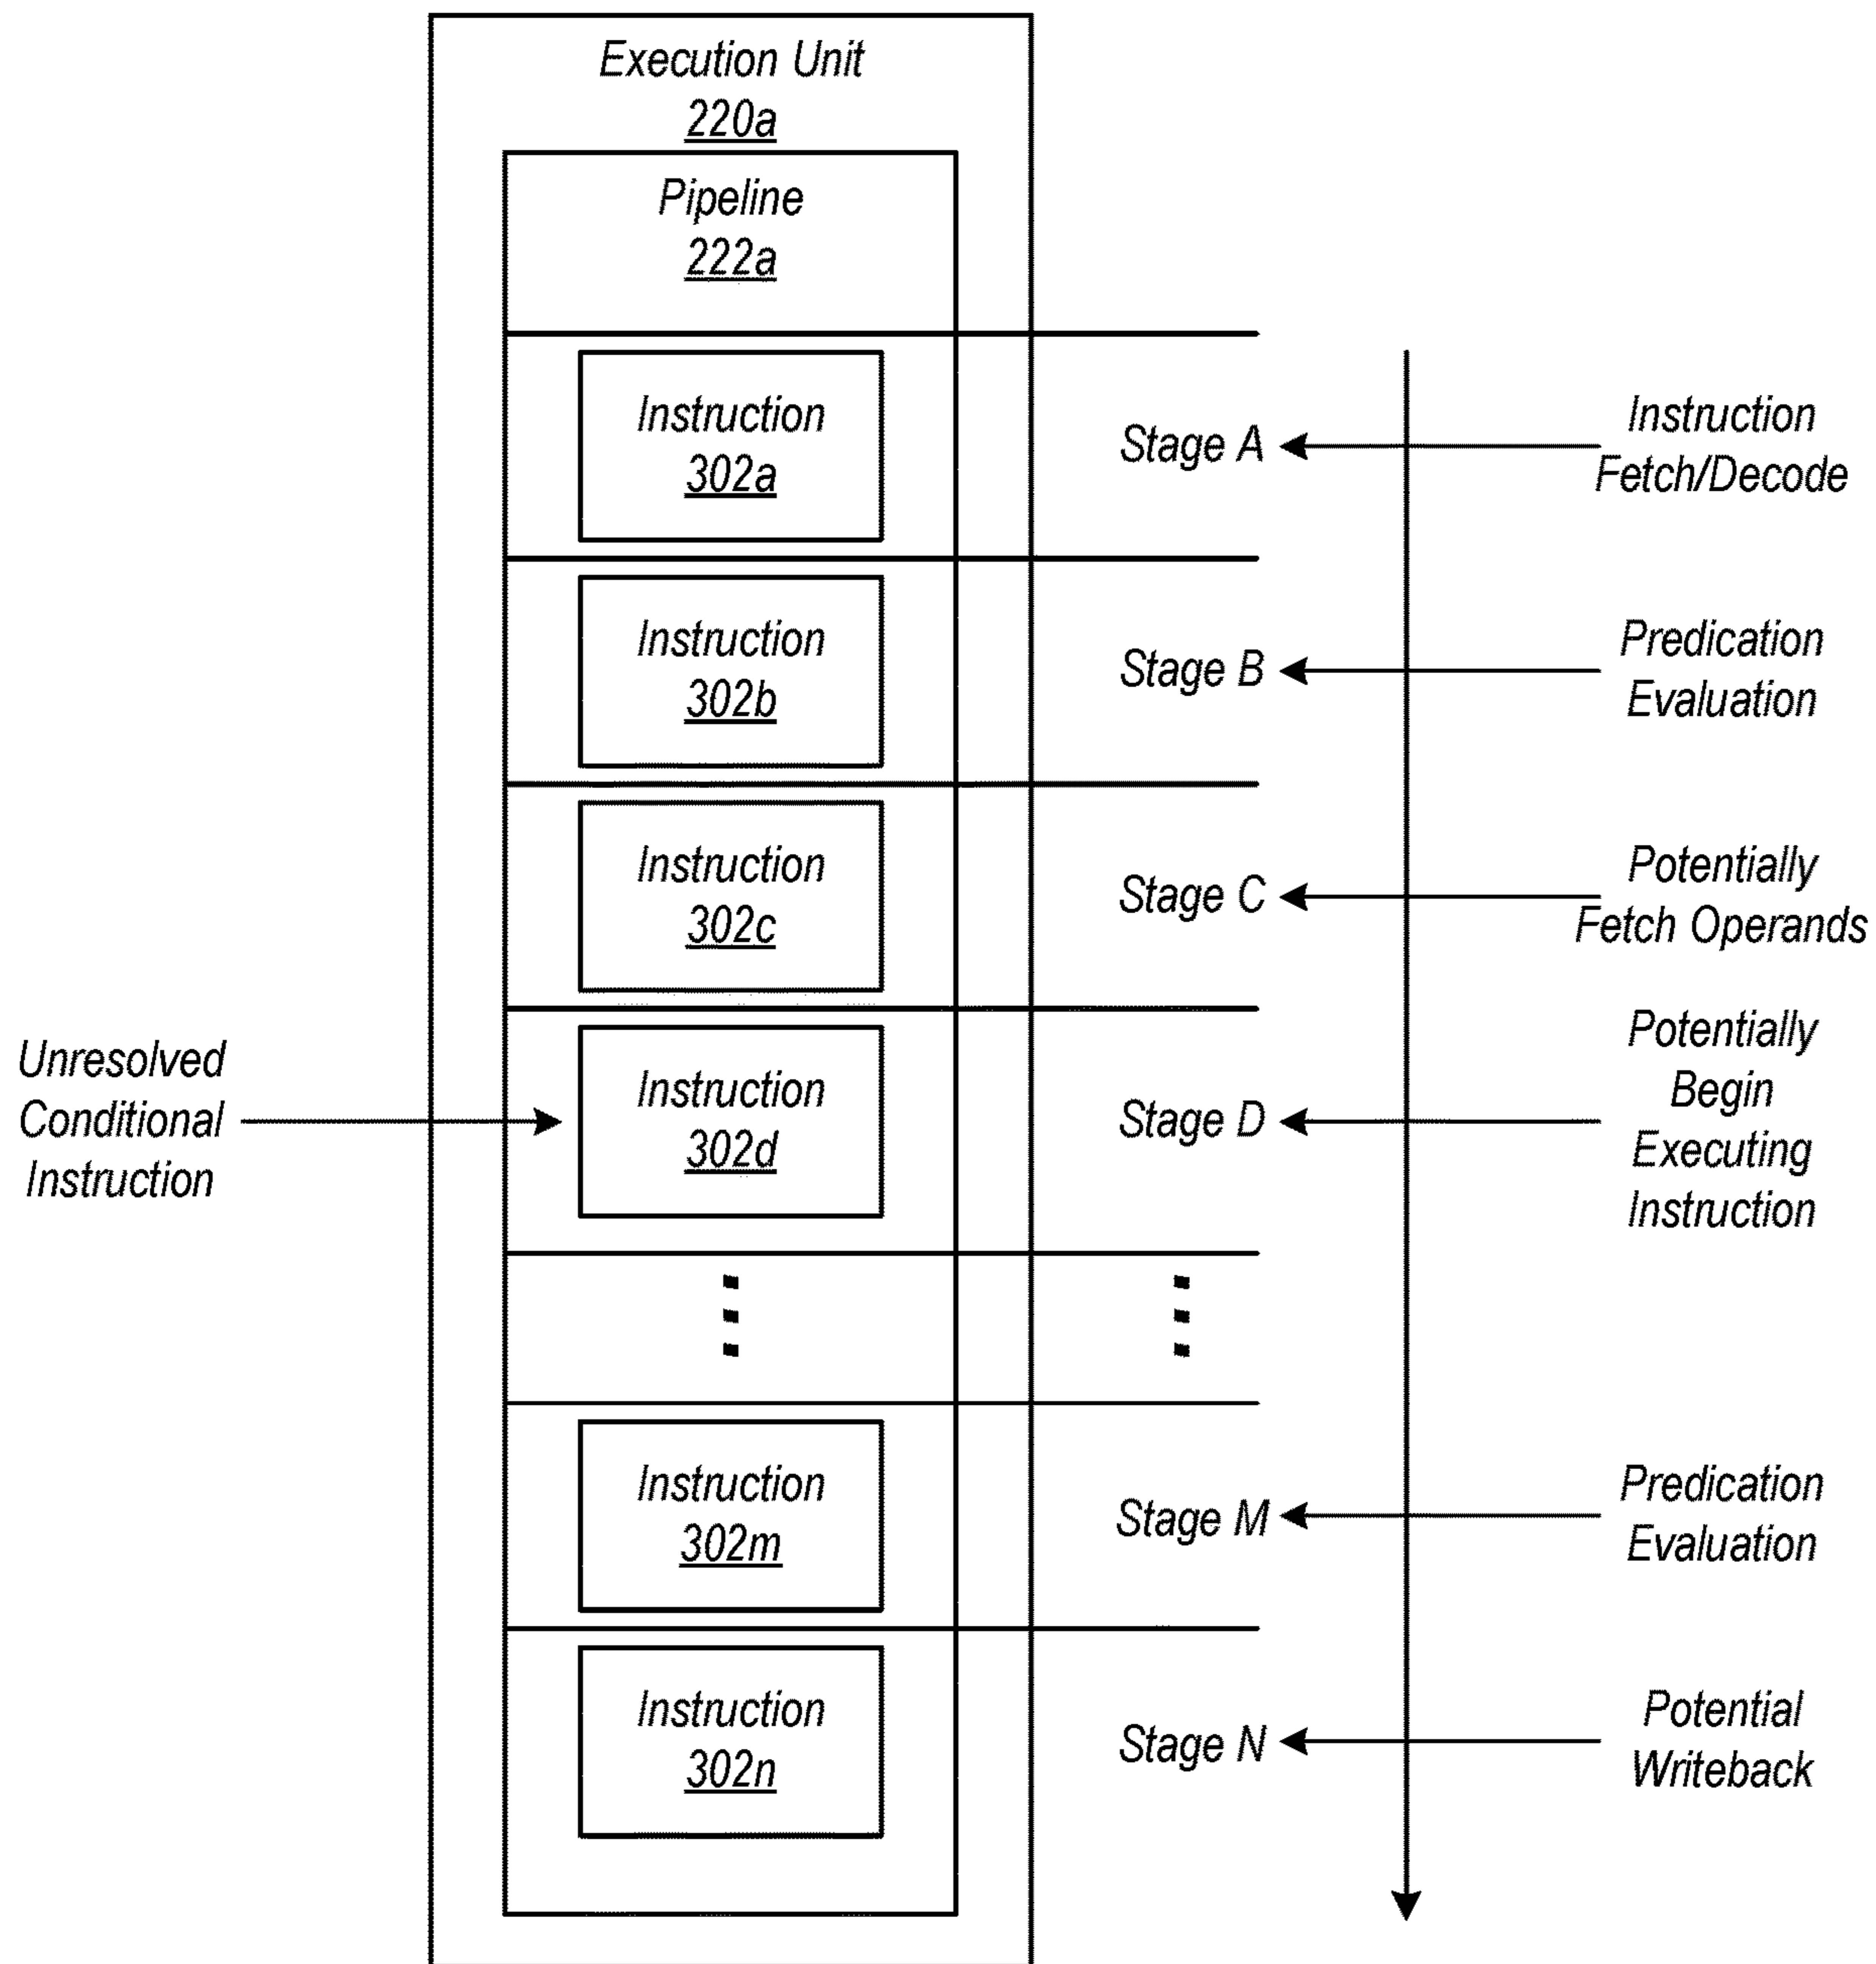 Execution Unit
220a
Pipeline
222a
Instruction
302a
Stage A
Instruction
Fetch/Decode
Instruction
302b
Stage B
Predication
Evaluation
Instruction
302c
Stage C
Potentially
Fetch Operands
Unresolved
Conditional
Instruction
Instruction
302d
Stage D
Potentially
Begin
Executing
Instruction
Instruction
302m
Stage M
Predication
Evaluation
Instruction
302n
Stage N
Potential
Writeback